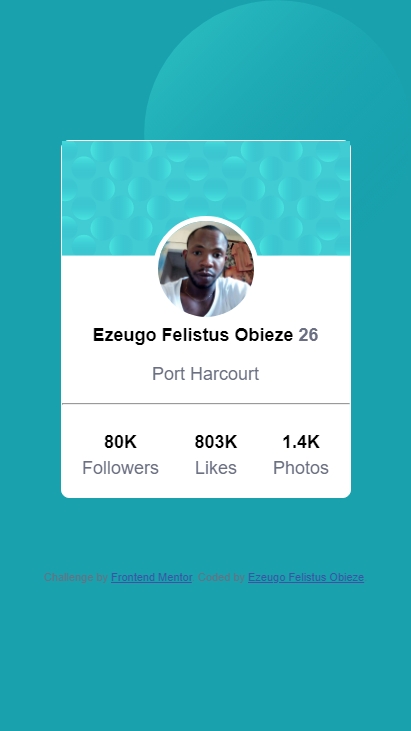 Ezeugo Felistus Obieze 26
Port Harcourt
80K 803K 1.4K
Followers Likes Photos
Challenge by Frontend Mentor. Coded by Ezeugo Felistus Obieze.